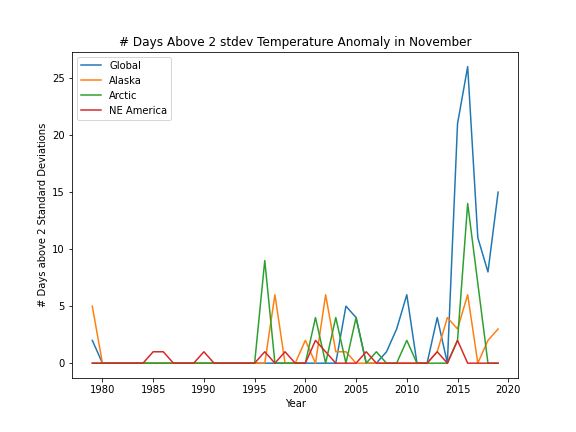 # Days Above 2 stdev Temperature Anomaly in November
Global
Alaska
Arctic
NE America
# Days above 2 Standard Deviations
25
20
15
10
5
0
1980 1985 1990 1995 2000 2005 2010 2015 2020
Year